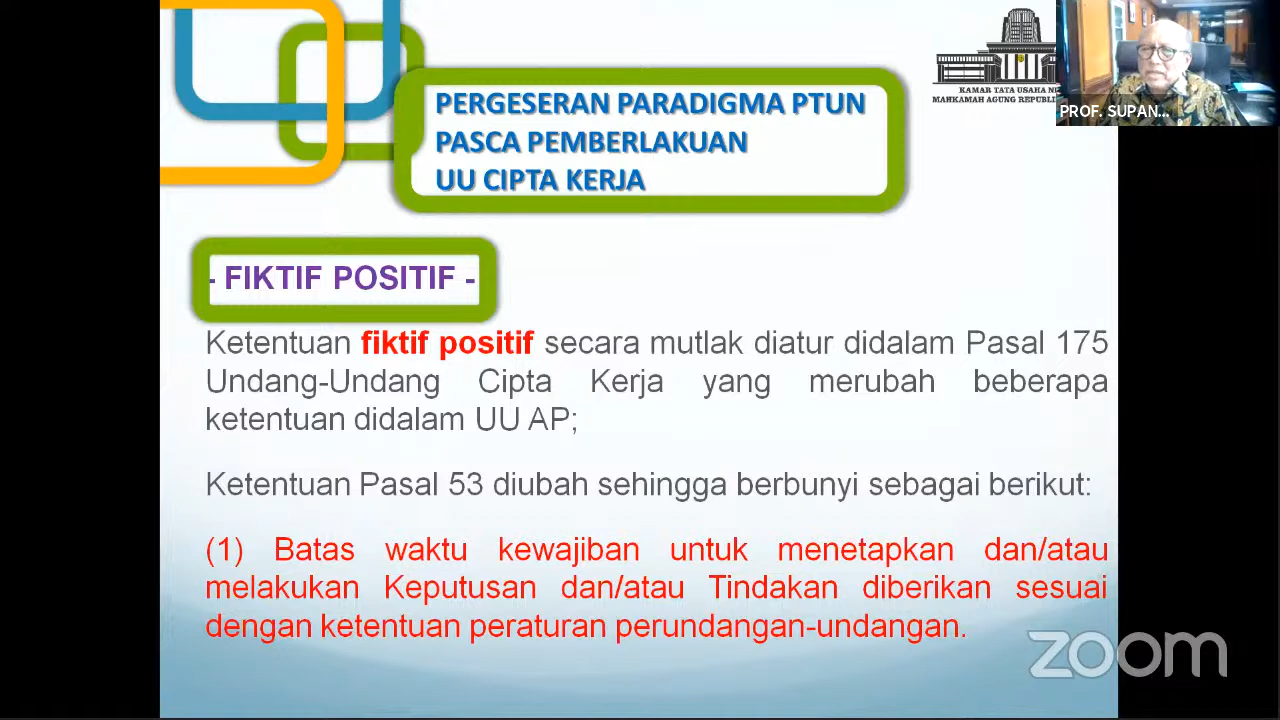 PERGESERAN PARADIGMA PTUN
PASCA PEMBERLAKUAN
UU CIPTA KERJA
KAMAR TATA USAHA NE
MAHKAMAH AGUNG REPUBLI
PROF. SUPAN...
- FIKTIF POSITIF -
Ketentuan fiktif positif secara mutlak diatur didalam Pasal 175
Undang-Undang Cipta Kerja yang merubah beberapa
ketentuan didalam UU AP;
Ketentuan Pasal 53 diubah sehingga berbunyi sebagai berikut:
(1) Batas waktu kewajiban untuk menetapkan dan/atau
melakukan Keputusan dan/atau Tindakan diberikan sesuai
dengan ketentuan peraturan perundangan-undangan.
zoom